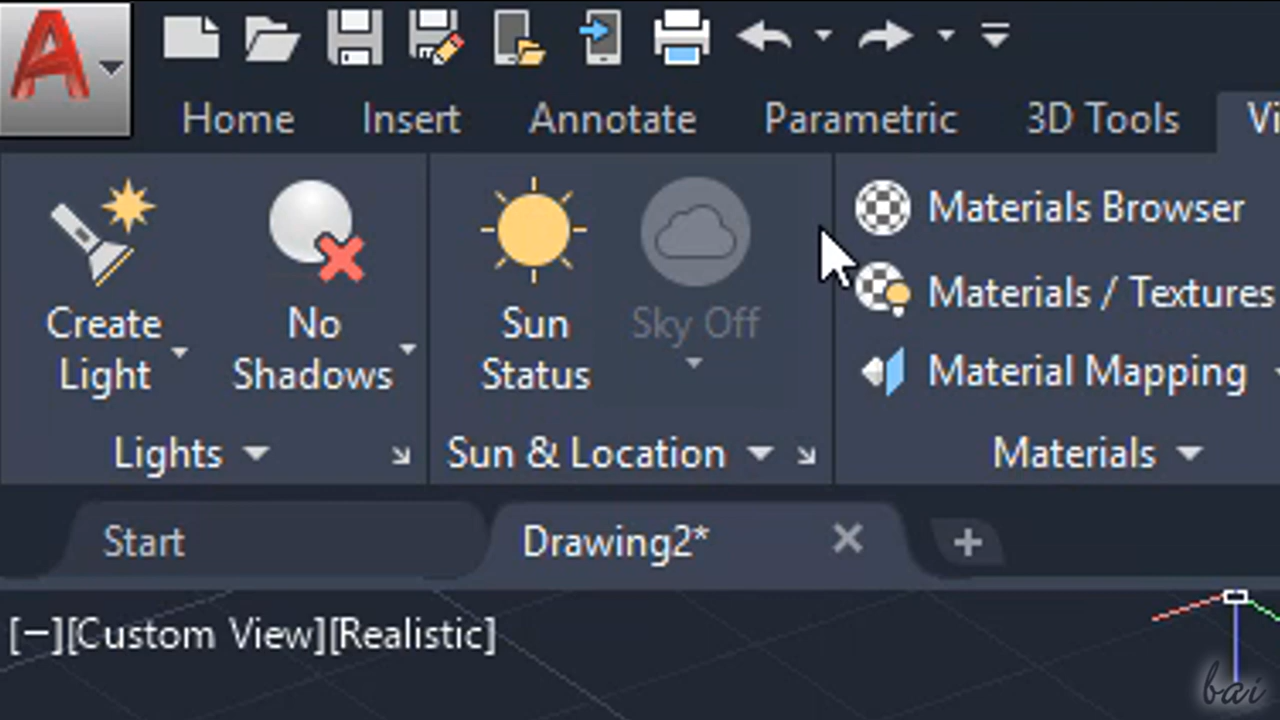 Home Insert Annotate Parametric 3D Tools
Create Light
No Shadows
Sun Status
Sky Off
Materials Browser
Materials / Textures
Material Mapping
Lights
Sun & Location
Materials
Start
Drawing2*
[−][Custom View][Realistic]
bai